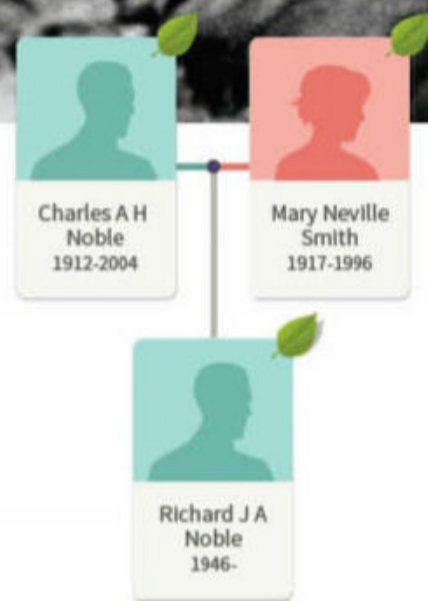 Charles A H
Noble
1912-2004
Mary Neville
Smith
1917-1996
Richard J A
Noble
1946-